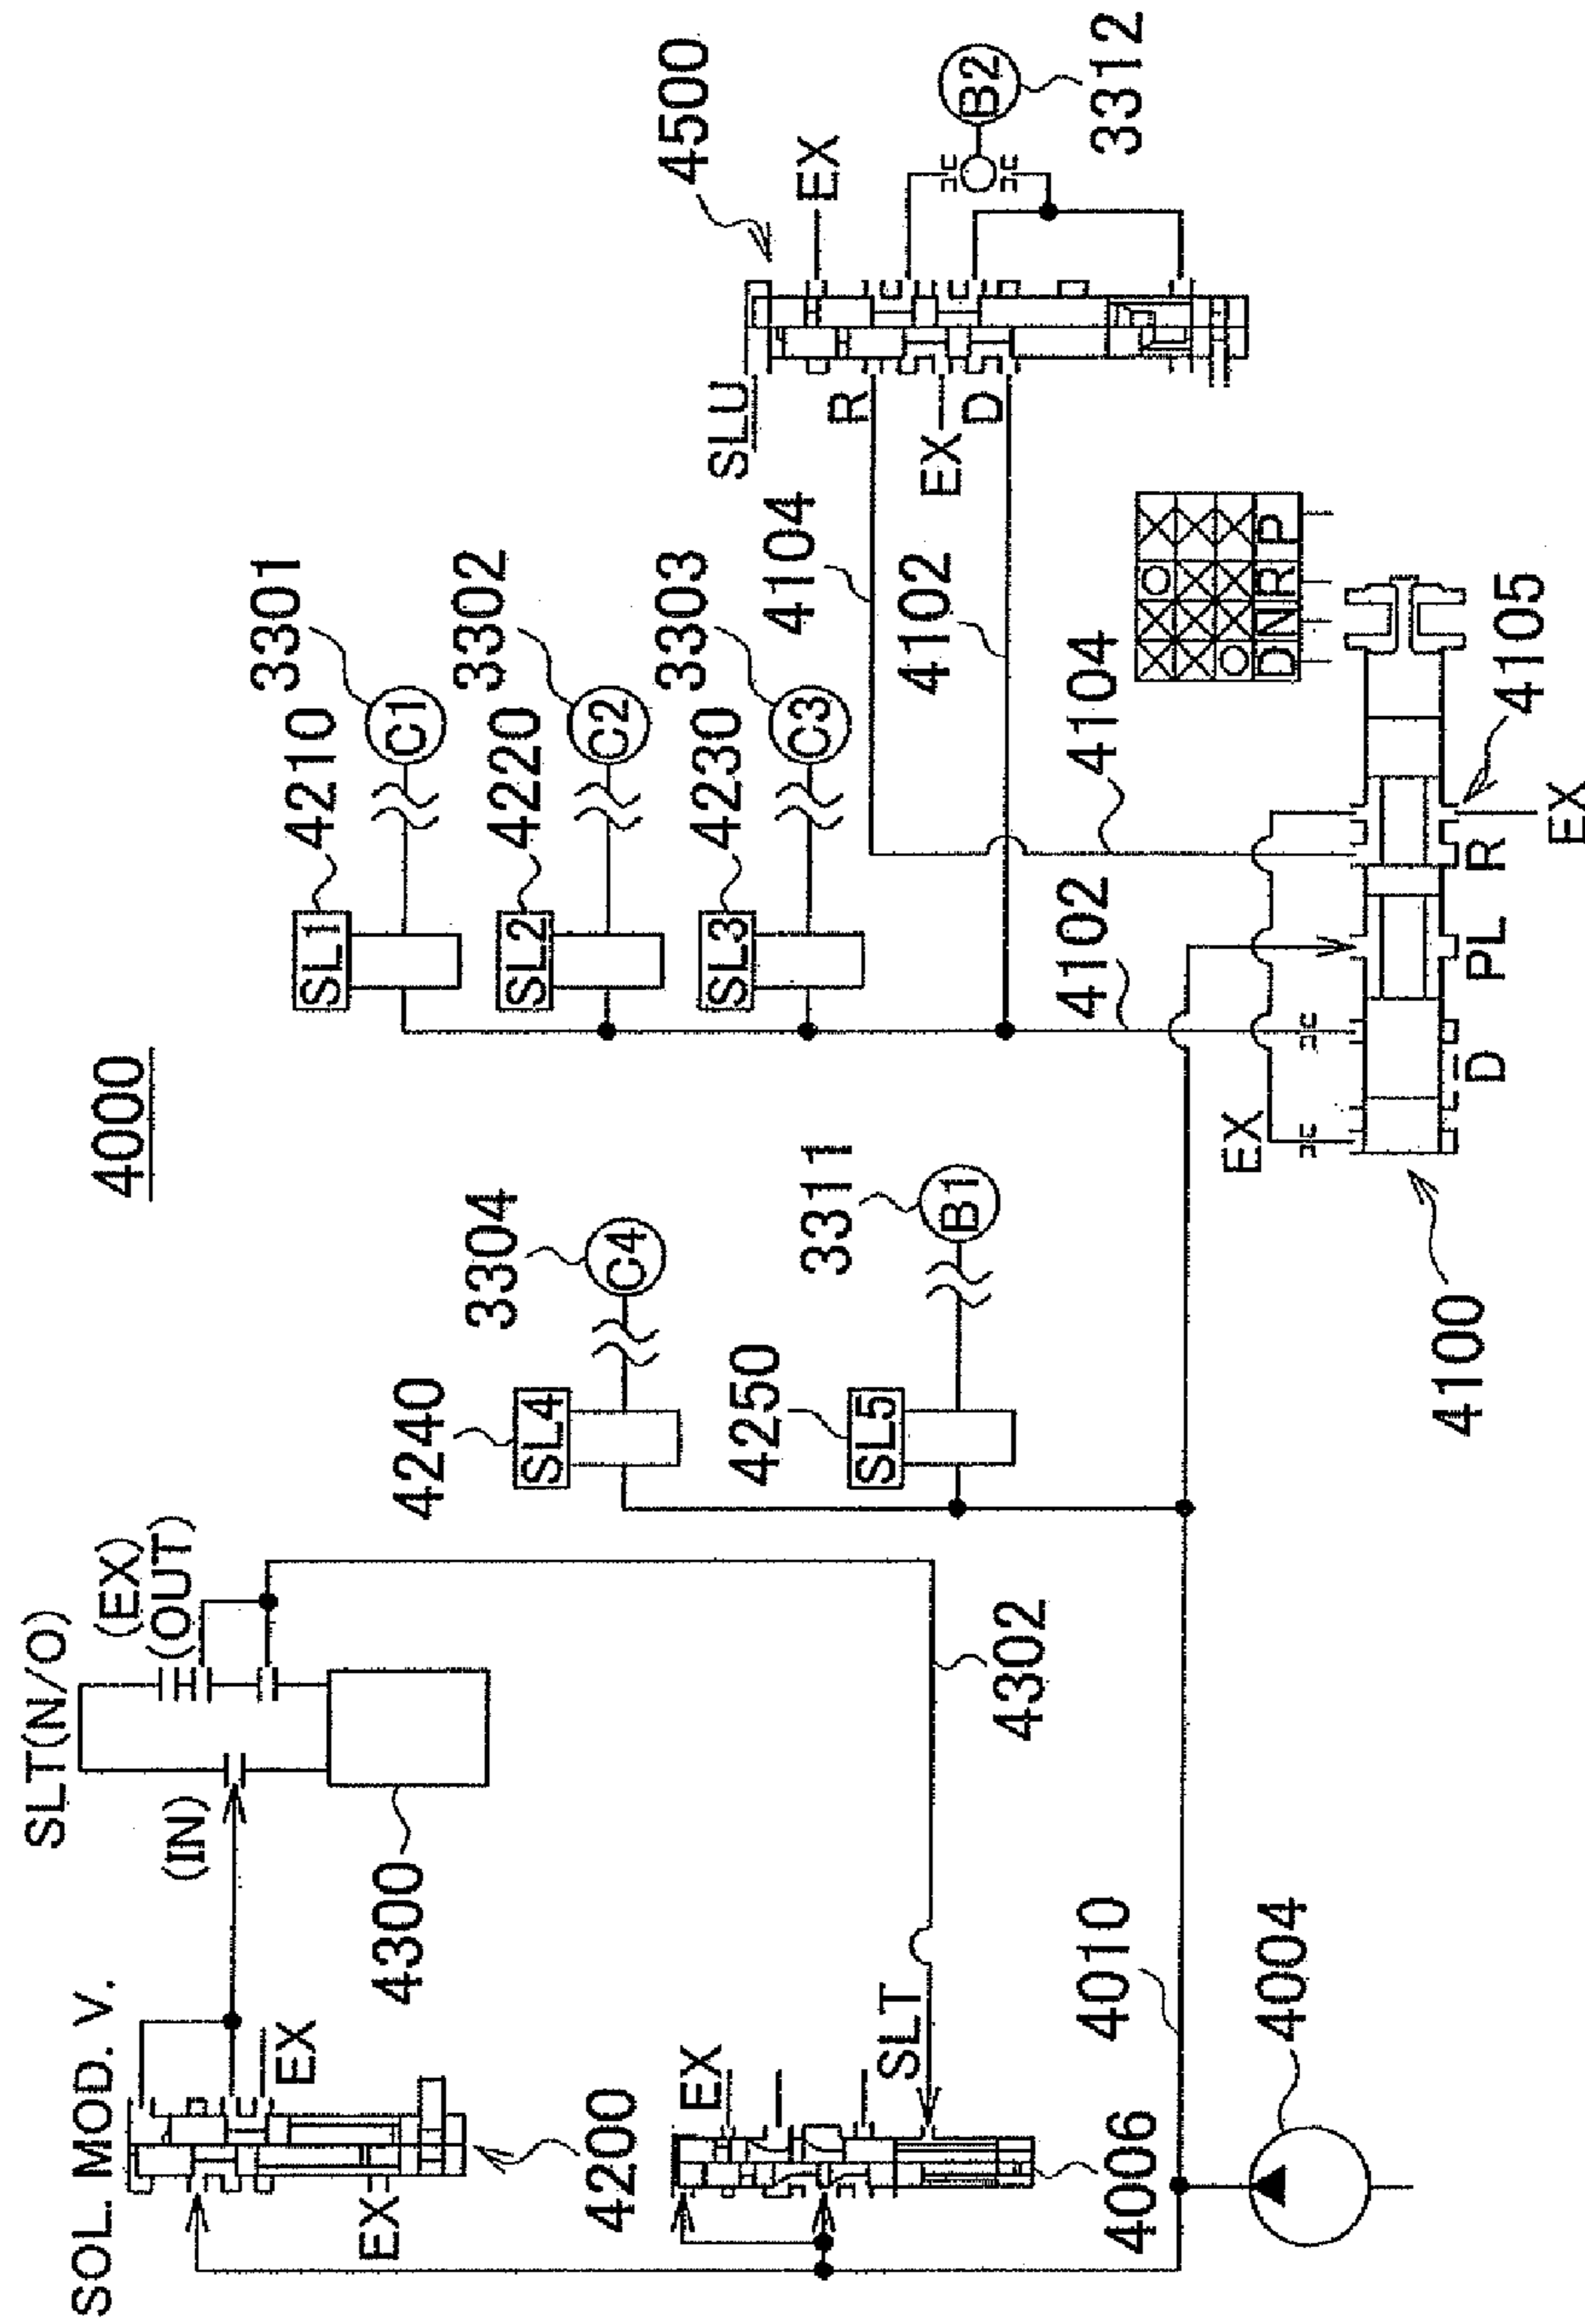 4000
SOL. MOD. V.
SLT(N/O)
(EX)
(OUT)
(IN)
EX
EX
4200
4300
4302
EX
SLT
4006
4010
4004
4240
SL4
3304
C4
4250
SL5
3311
B1
SL1
4210
3301
C1
SL2
4220
3302
C2
SL3
4230
3303
C3
4104
4102
4102
4104
SLU
4500
EX
R
EX
D
B2
3312
D N R P
EX
4100
D
PL
R
EX
4105